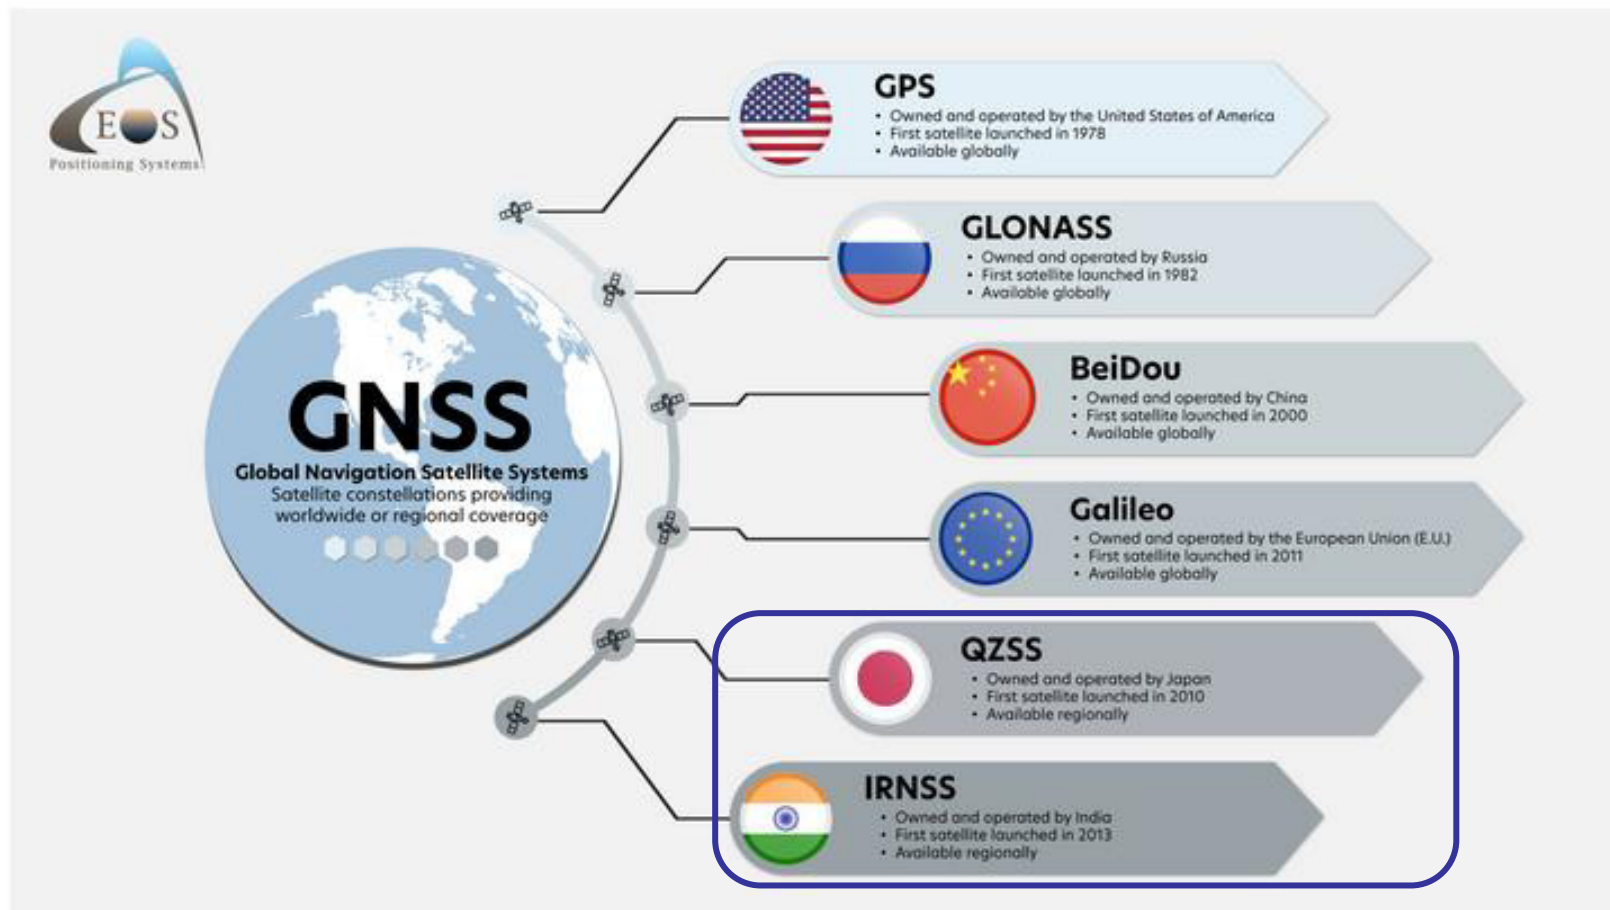 EOS
Positioning Systems
GPS
• Owned and operated by the United States of America
• First satellite launched in 1978
• Available globally
GLONASS
• Owned and operated by Russia
• First satellite launched in 1982
• Available globally
BeiDou
• Owned and operated by China
• First satellite launched in 2000
• Available globally
GNSS
Global Navigation Satellite Systems
Satellite constellations providing
worldwide or regional coverage
Galileo
• Owned and operated by the European Union (E.U.)
• First satellite launched in 2011
• Available globally
QZSS
• Owned and operated by Japan
• First satellite launched in 2010
• Available regionally
IRNSS
• Owned and operated by India
• First satellite launched in 2013
• Available regionally